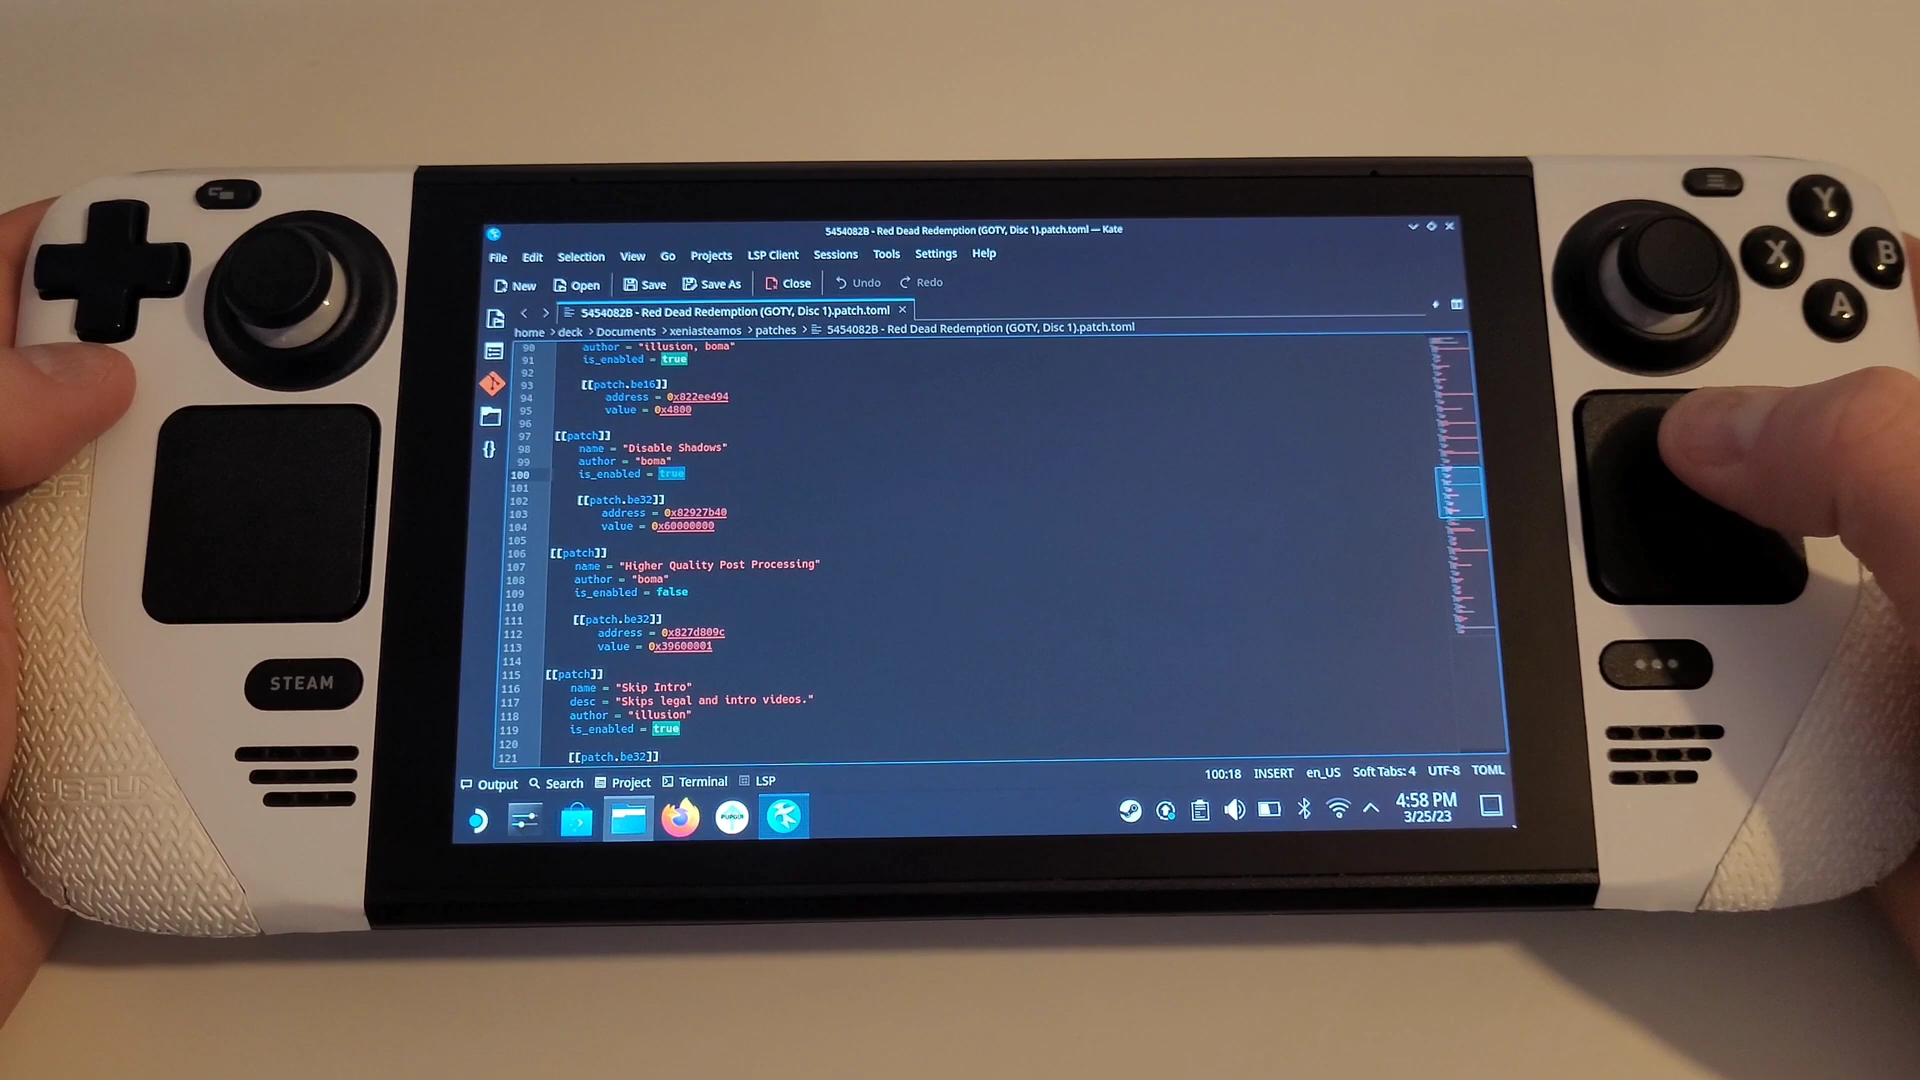 5454082B - Red Dead Redemption (GOTY, Disc 1).patch.toml — Kate
File Edit Selection View Go Projects LSP Client Sessions Tools Settings Help
New Open Save Save As Close Undo Redo
5454082B - Red Dead Redemption (GOTY, Disc 1).patch.toml
home > deck > Documents > xeniasteamos > patches > 5454082B - Red Dead Redemption (GOTY, Disc 1).patch.toml
90 author = "illusion, boma"
91 is_enabled = true
92
93 [[patch.be16]]
94 address = 0x822ee494
95 value = 0x4800
96
97 [[patch]]
98 name = "Disable Shadows"
99 author = "boma"
100 is_enabled = true
101
102 [[patch.be32]]
103 address = 0x82927b40
104 value = 0x60000000
105
106 [[patch]]
107 name = "Higher Quality Post Processing"
108 author = "boma"
109 is_enabled = false
110
111 [[patch.be32]]
112 address = 0x827d809c
113 value = 0x39600001
114
115 [[patch]]
116 name = "Skip Intro"
117 desc = "Skips legal and intro videos."
118 author = "illusion"
119 is_enabled = true
120
121 [[patch.be32]]
Output Search Project Terminal LSP
100:18 INSERT en_US Soft Tabs: 4 UTF-8 TOML
PUPGUI
4:58 PM
3/25/23
STEAM
Y
X
B
A
JSAUX